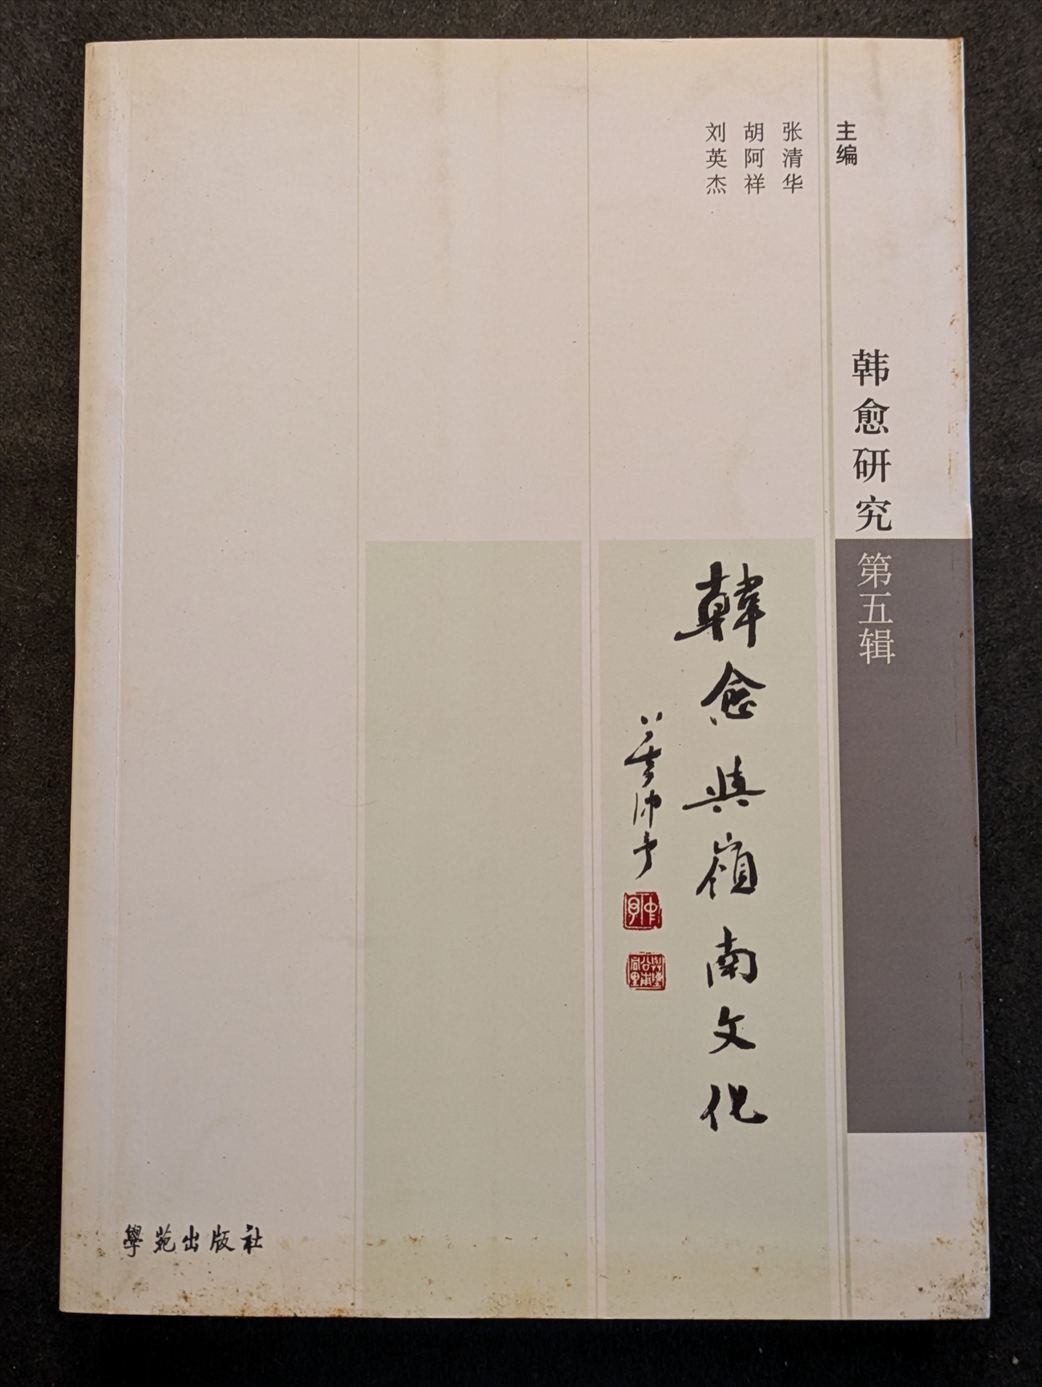 主编
张清华
胡阿祥
刘英杰
韩愈研究
第五辑
韓愈與嶺南文化
學苑出版社